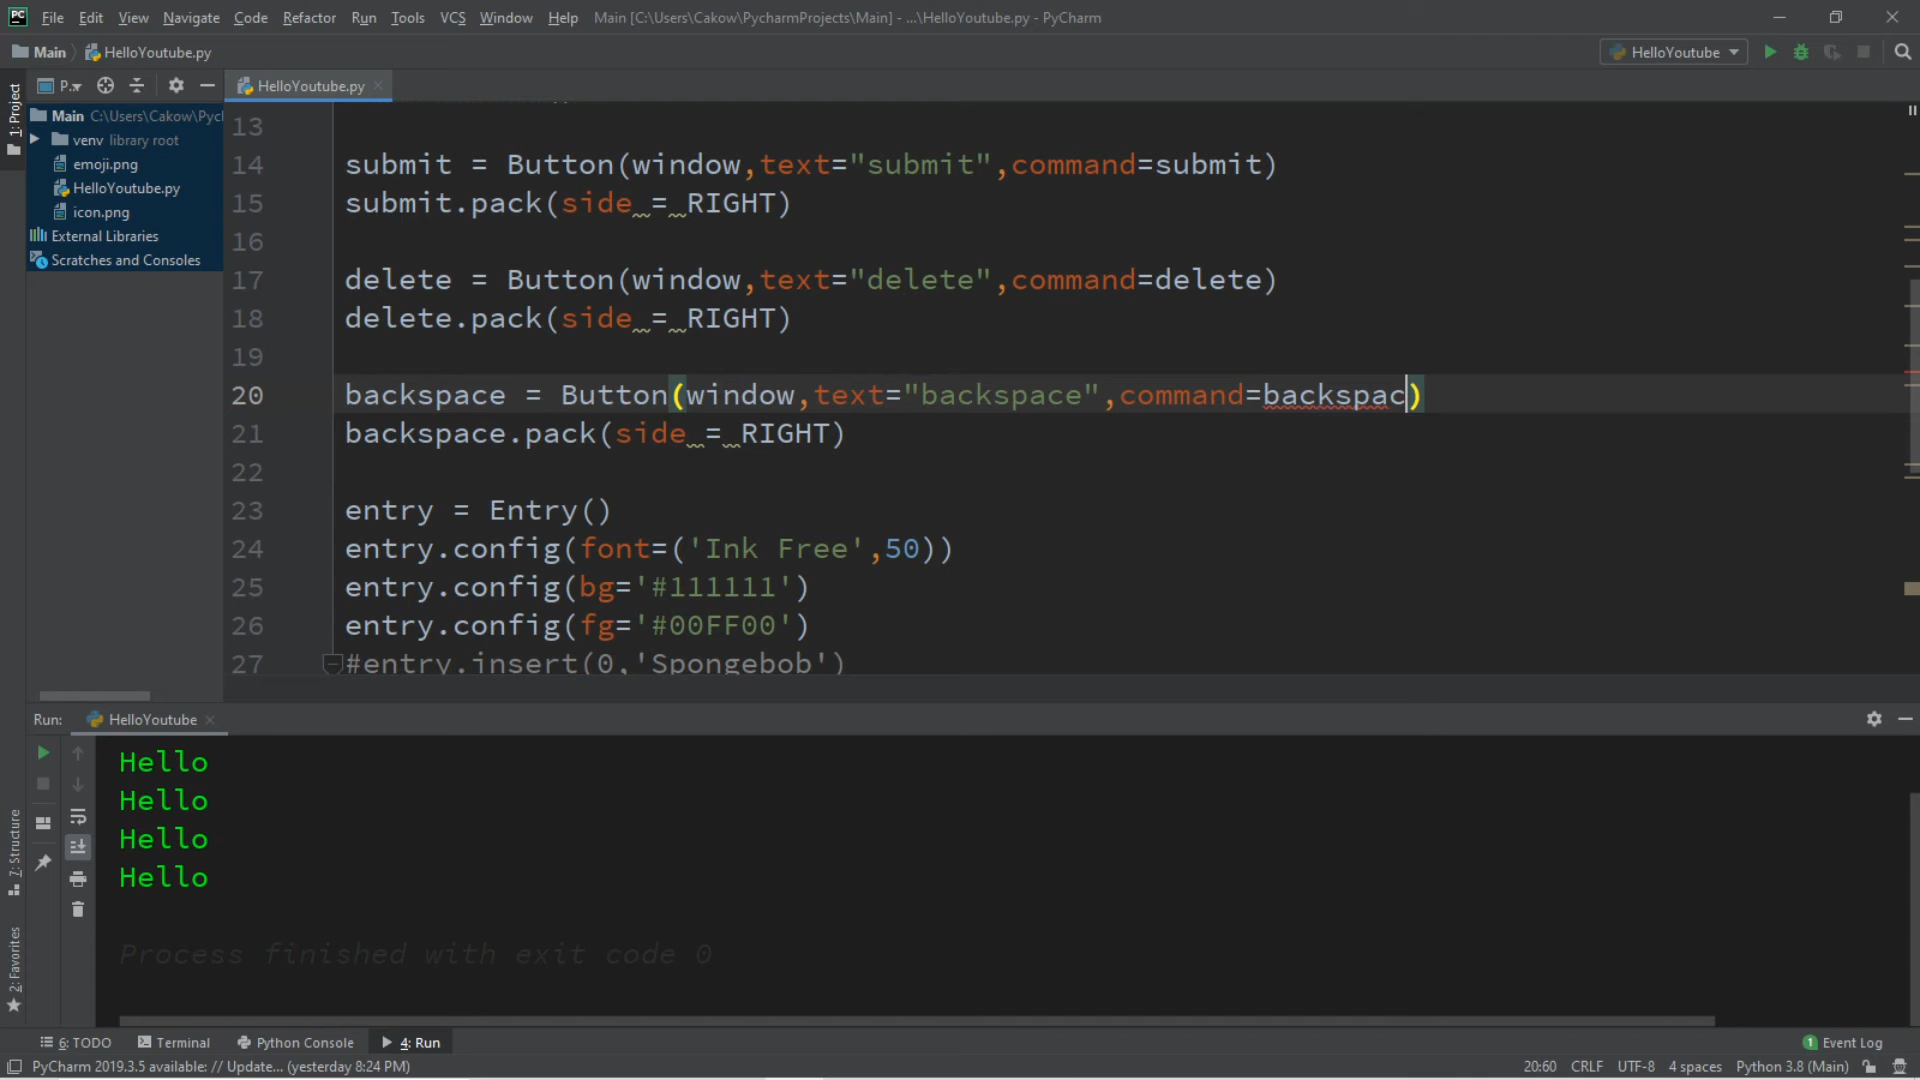 PC File Edit View Navigate Code Refactor Run Tools VCS Window Help Main [C:\Users\Cakow\PycharmProjects\Main] - ...\HelloYoutube.py - PyCharm
Main HelloYoutube.py HelloYoutube
1: Project
P.. HelloYoutube.py
Main C:\Users\Cakow\Pycl
venv library root
emoji.png
HelloYoutube.py
icon.png
External Libraries
Scratches and Consoles
13
14 submit = Button(window,text="submit",command=submit)
15 submit.pack(side = RIGHT)
16
17 delete = Button(window,text="delete",command=delete)
18 delete.pack(side = RIGHT)
19
20 backspace = Button(window,text="backspace",command=backspac)
21 backspace.pack(side = RIGHT)
22
23 entry = Entry()
24 entry.config(font=('Ink Free',50))
25 entry.config(bg='#111111')
26 entry.config(fg='#00FF00')
27 #entry.insert(0,'Spongebob')
Run: HelloYoutube
Hello
Hello
Hello
Hello
Process finished with exit code 0
7: Structure
2: Favorites
6: TODO Terminal Python Console 4: Run 1 Event Log
PyCharm 2019.3.5 available: // Update... (yesterday 8:24 PM) 20:60 CRLF UTF-8 4 spaces Python 3.8 (Main)